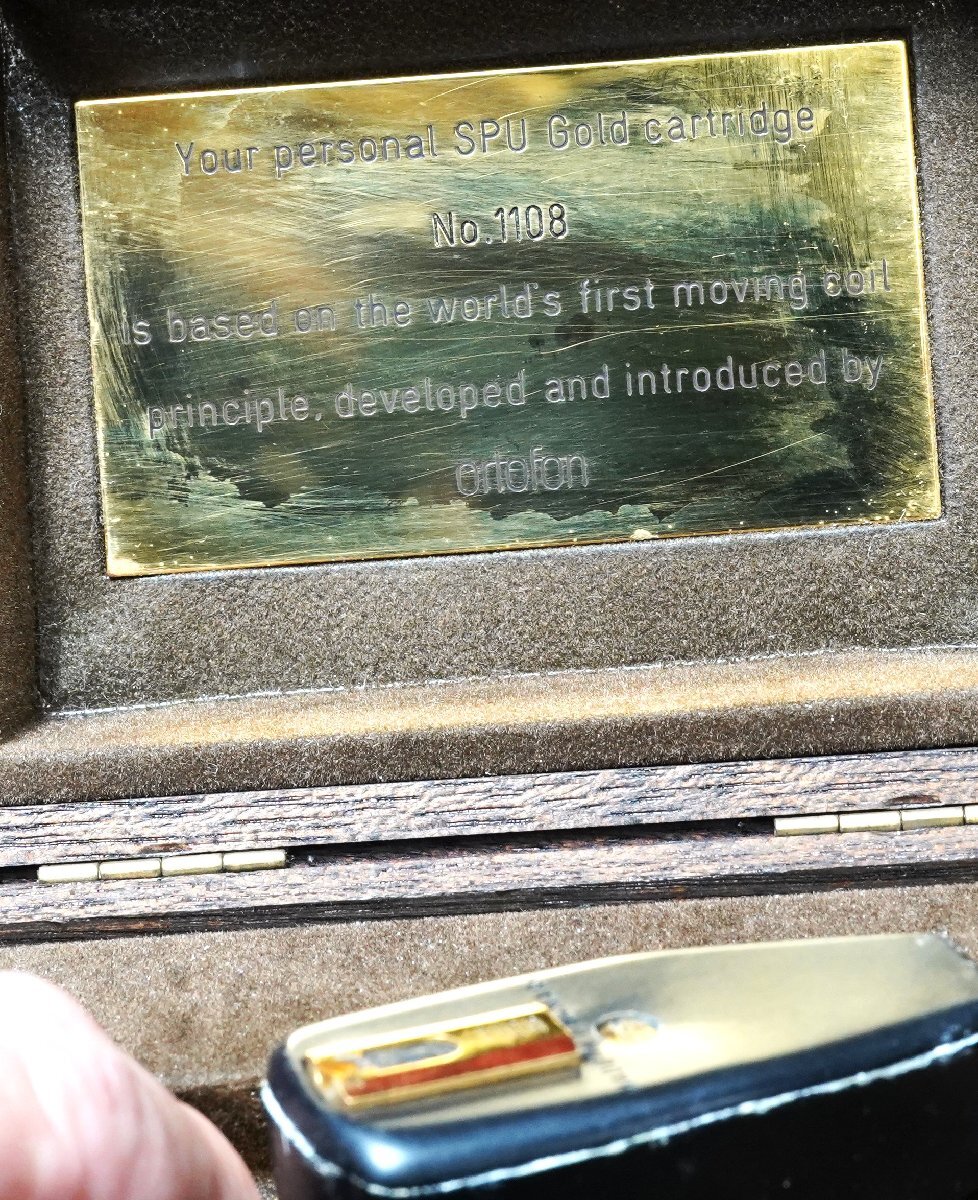 Your personal SPU Gold cartridge
No.1108
is based on the world's first moving coil
principle, developed and introduced by
ortofon